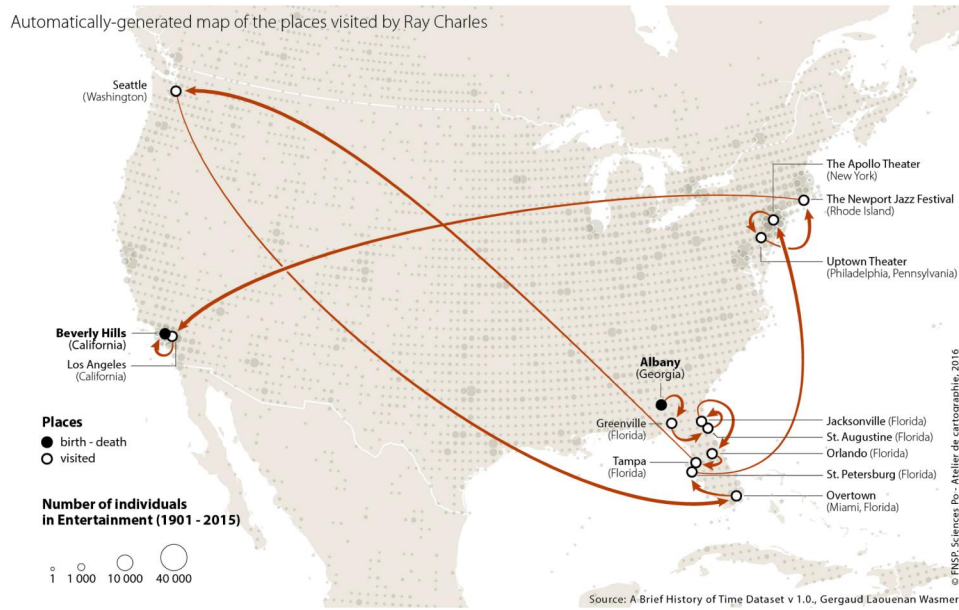 Automatically-generated map of the places visited by Ray Charles
Seattle
(Washington)
The Apollo Theater
(New York)
The Newport Jazz Festival
(Rhode Island)
Uptown Theater
(Philadelphia, Pennsylvania)
Beverly Hills
(California)
Los Angeles
(California)
Albany
(Georgia)
Greenville
(Florida)
Jacksonville (Florida)
St. Augustine (Florida)
Orlando (Florida)
Tampa
(Florida)
St. Petersburg (Florida)
Overtown
(Miami, Florida)
Places
birth - death
visited
Number of individuals
in Entertainment (1901 - 2015)
1 1 000 10 000 40 000
© FNSP. Sciences Po - Atelier de cartographie, 2016
Source: A Brief History of Time Dataset v 1.0., Gergaud Laouenan Wasmer